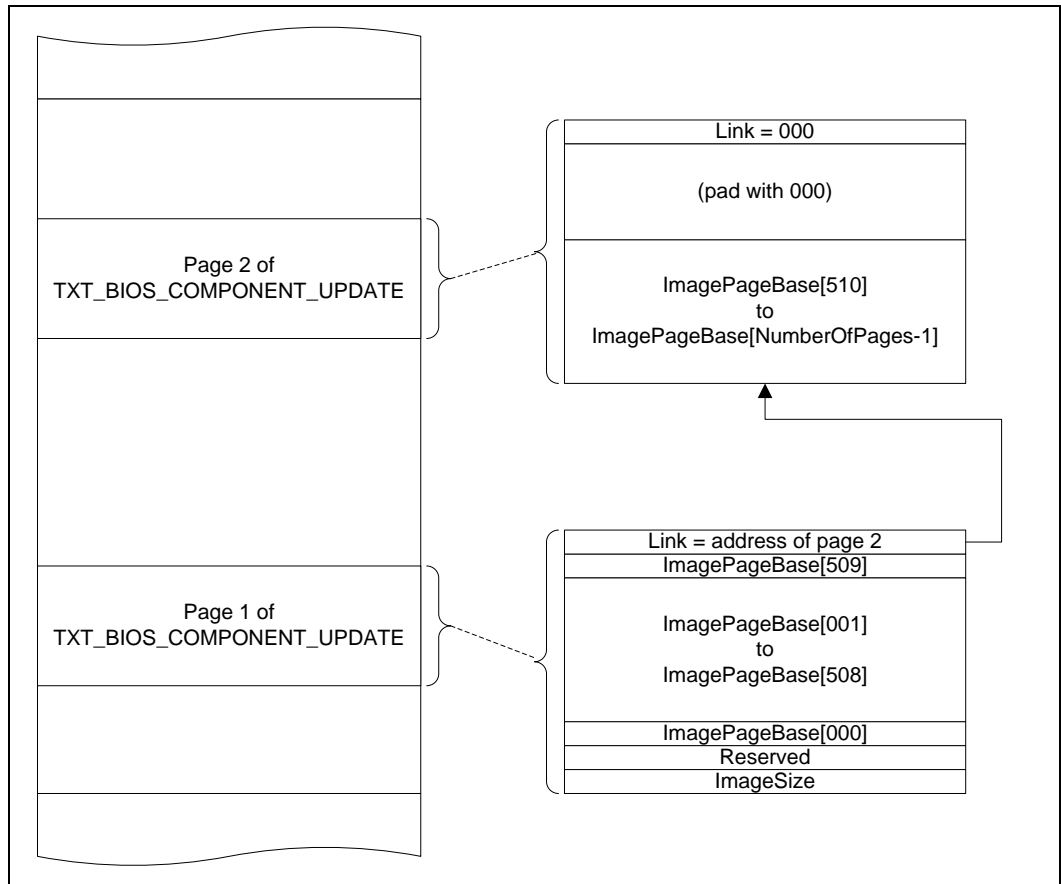 Link = 000
(pad with 000)
Page 2 of
TXT_BIOS_COMPONENT_UPDATE
ImagePageBase[510]
to
ImagePageBase[NumberOfPages-1]
Link = address of page 2
ImagePageBase[509]
Page 1 of
TXT_BIOS_COMPONENT_UPDATE
ImagePageBase[001]
to
ImagePageBase[508]
ImagePageBase[000]
Reserved
ImageSize